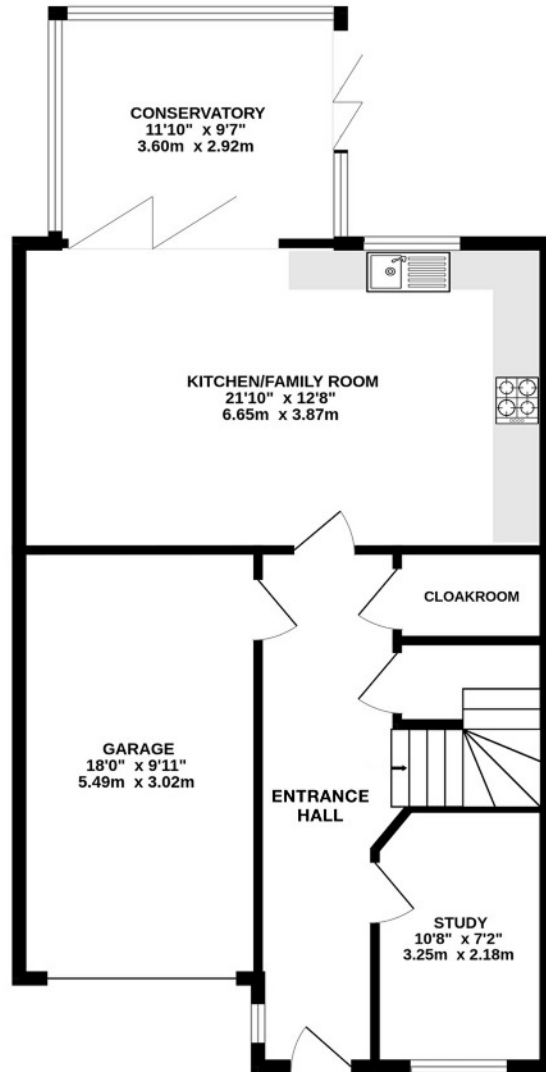 CONSERVATORY
11'10" x 9'7"
3.60m x 2.92m
KITCHEN/FAMILY ROOM
21'10" x 12'8"
6.65m x 3.87m
CLOAKROOM
GARAGE
18'0" x 9'11"
5.49m x 3.02m
ENTRANCE
HALL
STUDY
10'8" x 7'2"
3.25m x 2.18m